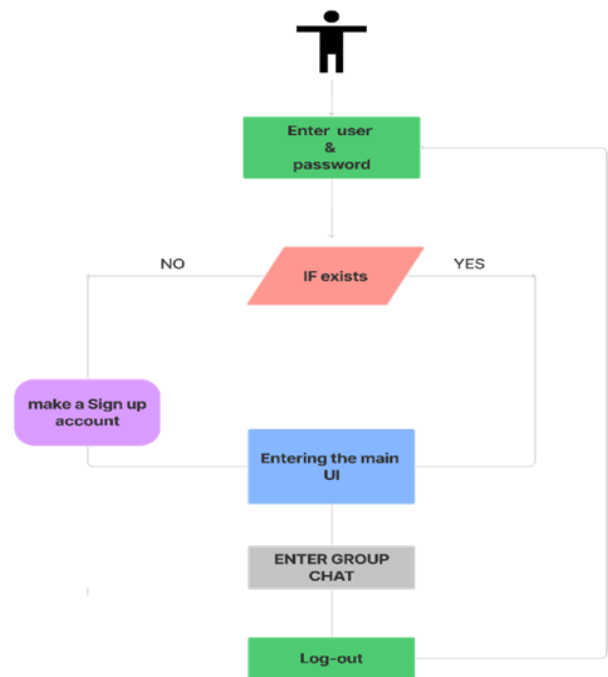 Enter user
&
password
NO
IF exists
YES
make a Sign up
account
Entering the main
UI
ENTER GROUP
CHAT
Log-out